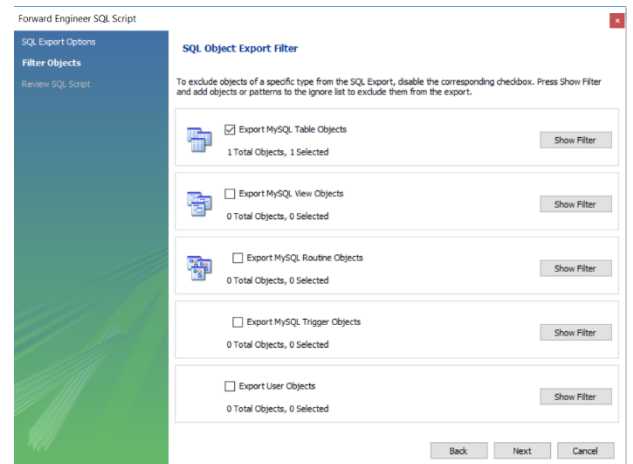 Forward Engineer SQL Script
SQL Export Options
Filter Objects
Review SQL Script
SQL Object Export Filter
To exclude objects of a specific type from the SQL Export, disable the corresponding checkbox. Press Show Filter
and add objects or patterns to the ignore list to exclude them from the export.
Export MySQL Table Objects
1 Total Objects, 1 Selected
Show Filter
Export MySQL View Objects
0 Total Objects, 0 Selected
Show Filter
Export MySQL Routine Objects
0 Total Objects, 0 Selected
Show Filter
Export MySQL Trigger Objects
0 Total Objects, 0 Selected
Show Filter
Export User Objects
0 Total Objects, 0 Selected
Show Filter
Back Next Cancel